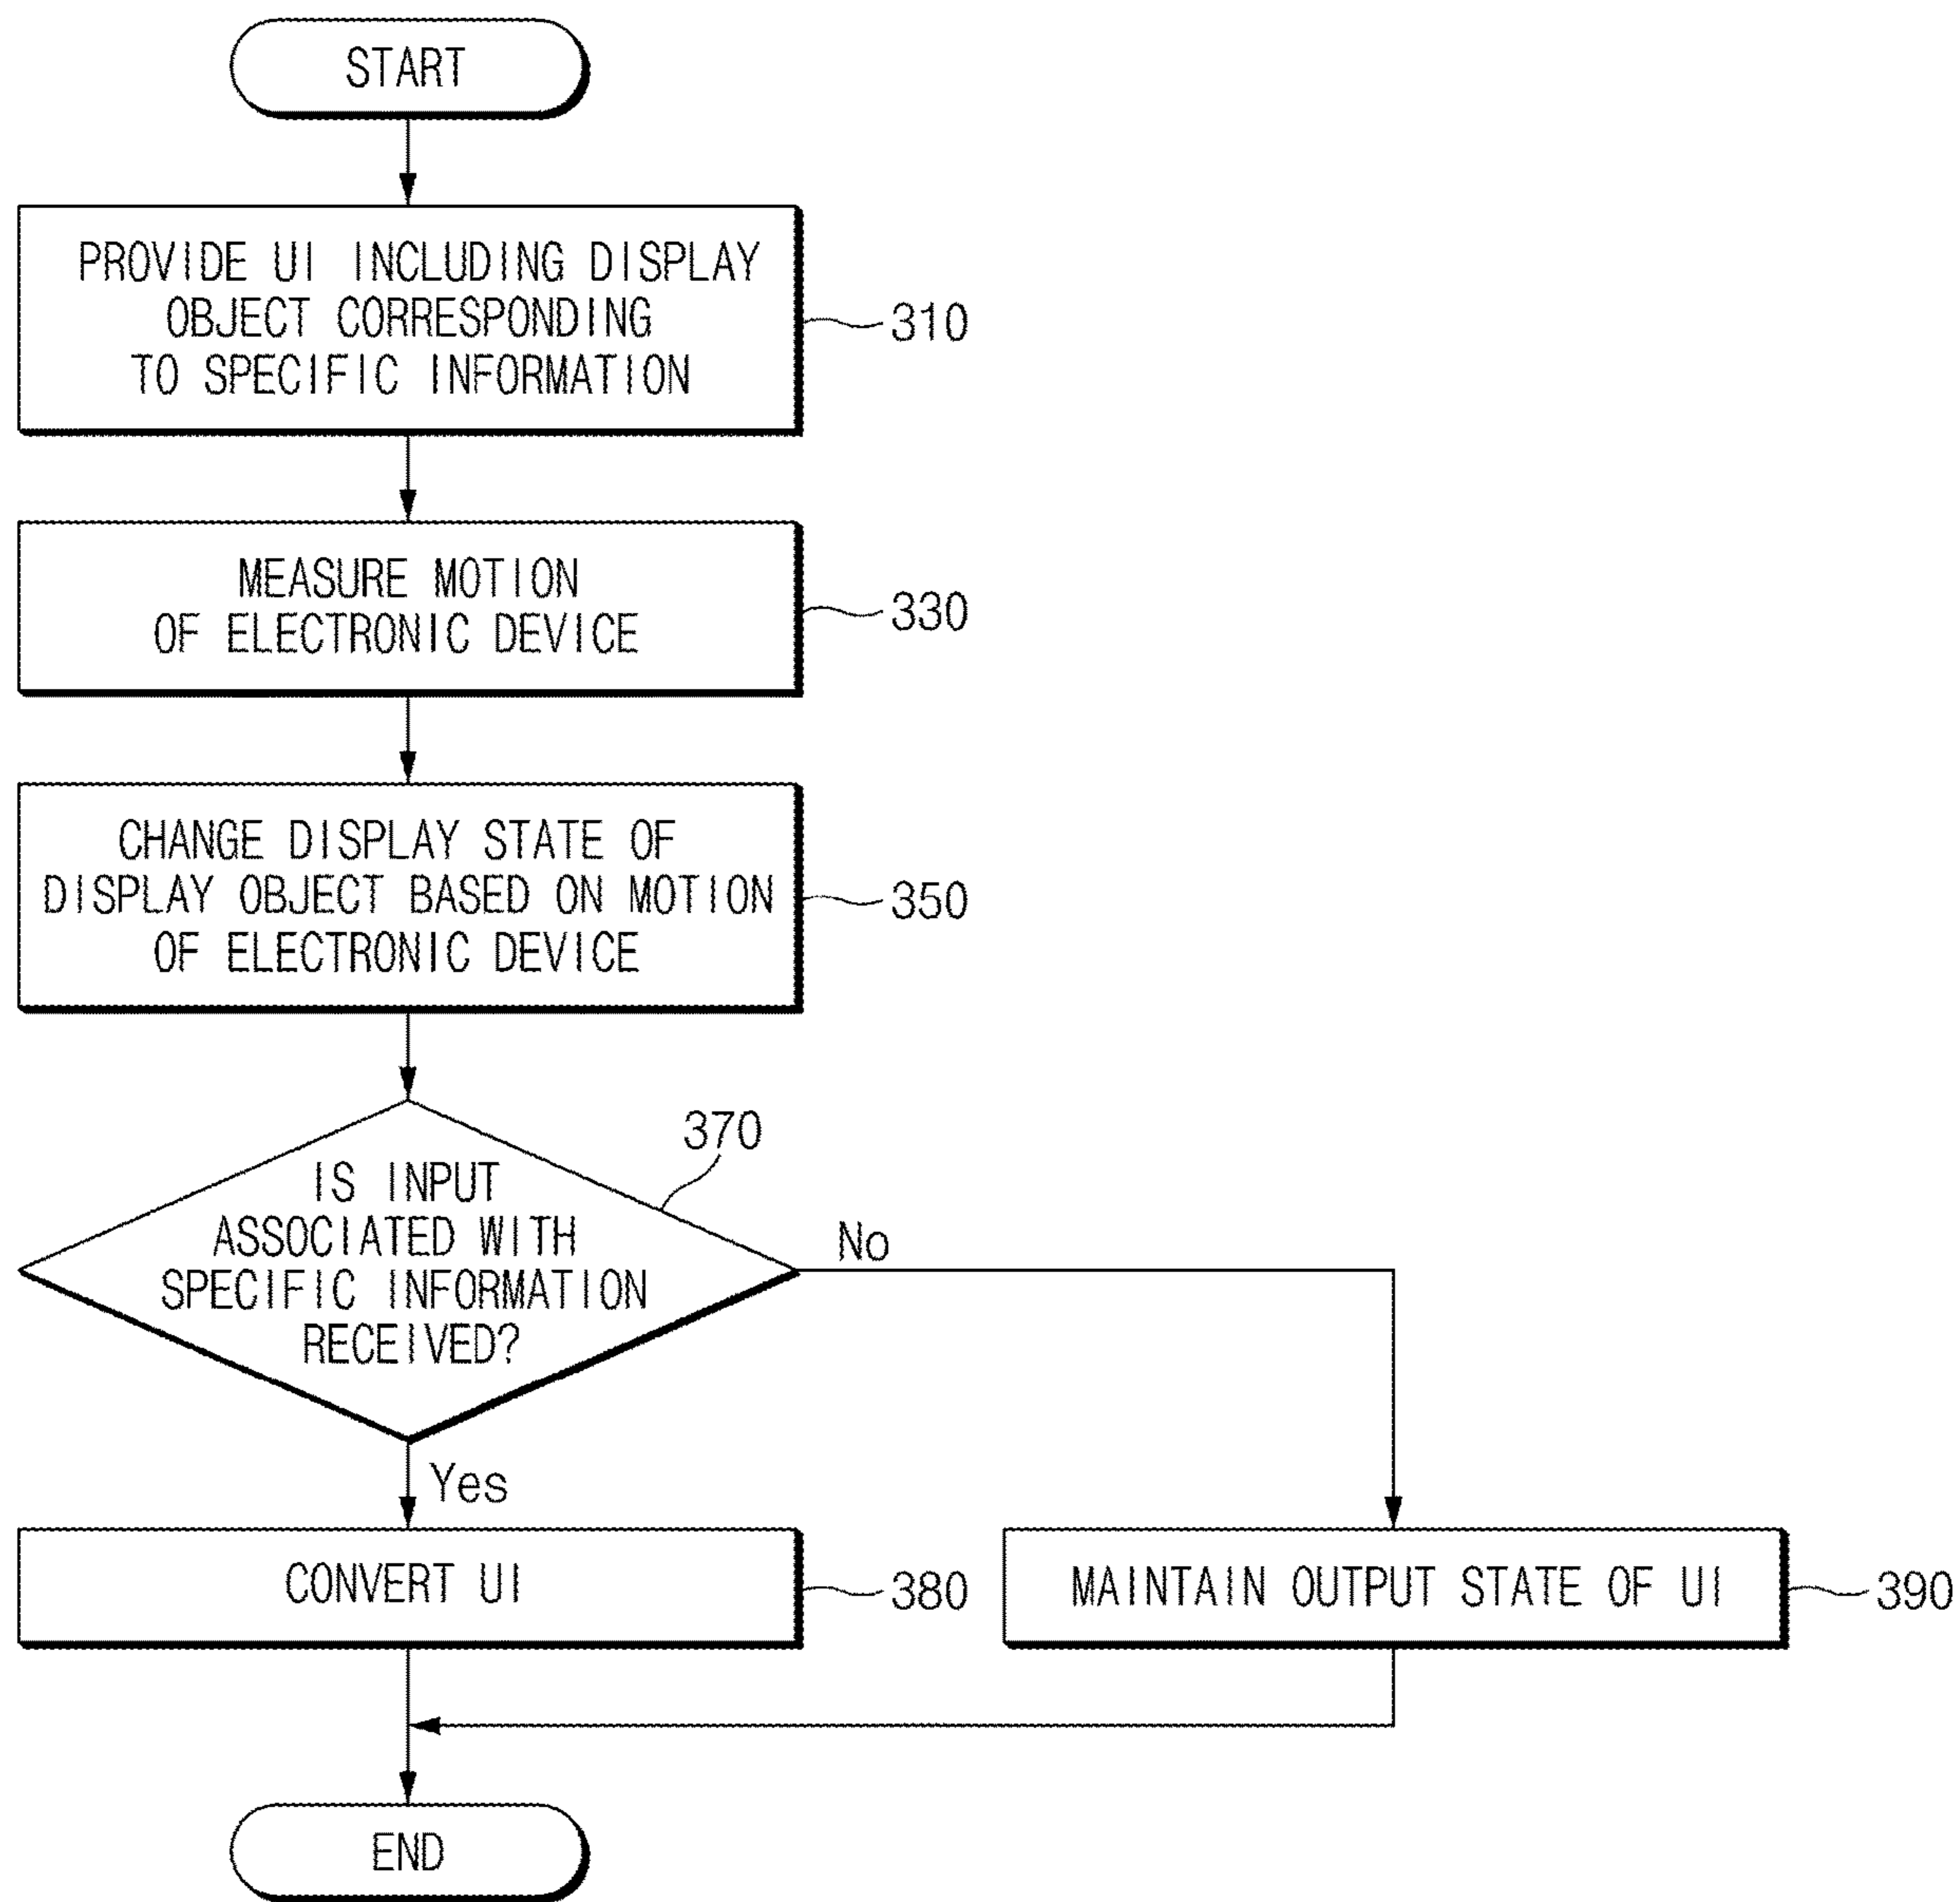 START
PROVIDE UI INCLUDING DISPLAY
OBJECT CORRESPONDING
TO SPECIFIC INFORMATION
310
MEASURE MOTION
OF ELECTRONIC DEVICE
330
CHANGE DISPLAY STATE OF
DISPLAY OBJECT BASED ON MOTION
OF ELECTRONIC DEVICE
350
370
IS INPUT
ASSOCIATED WITH
SPECIFIC INFORMATION
RECEIVED?
No
Yes
CONVERT UI
380
MAINTAIN OUTPUT STATE OF UI
390
END